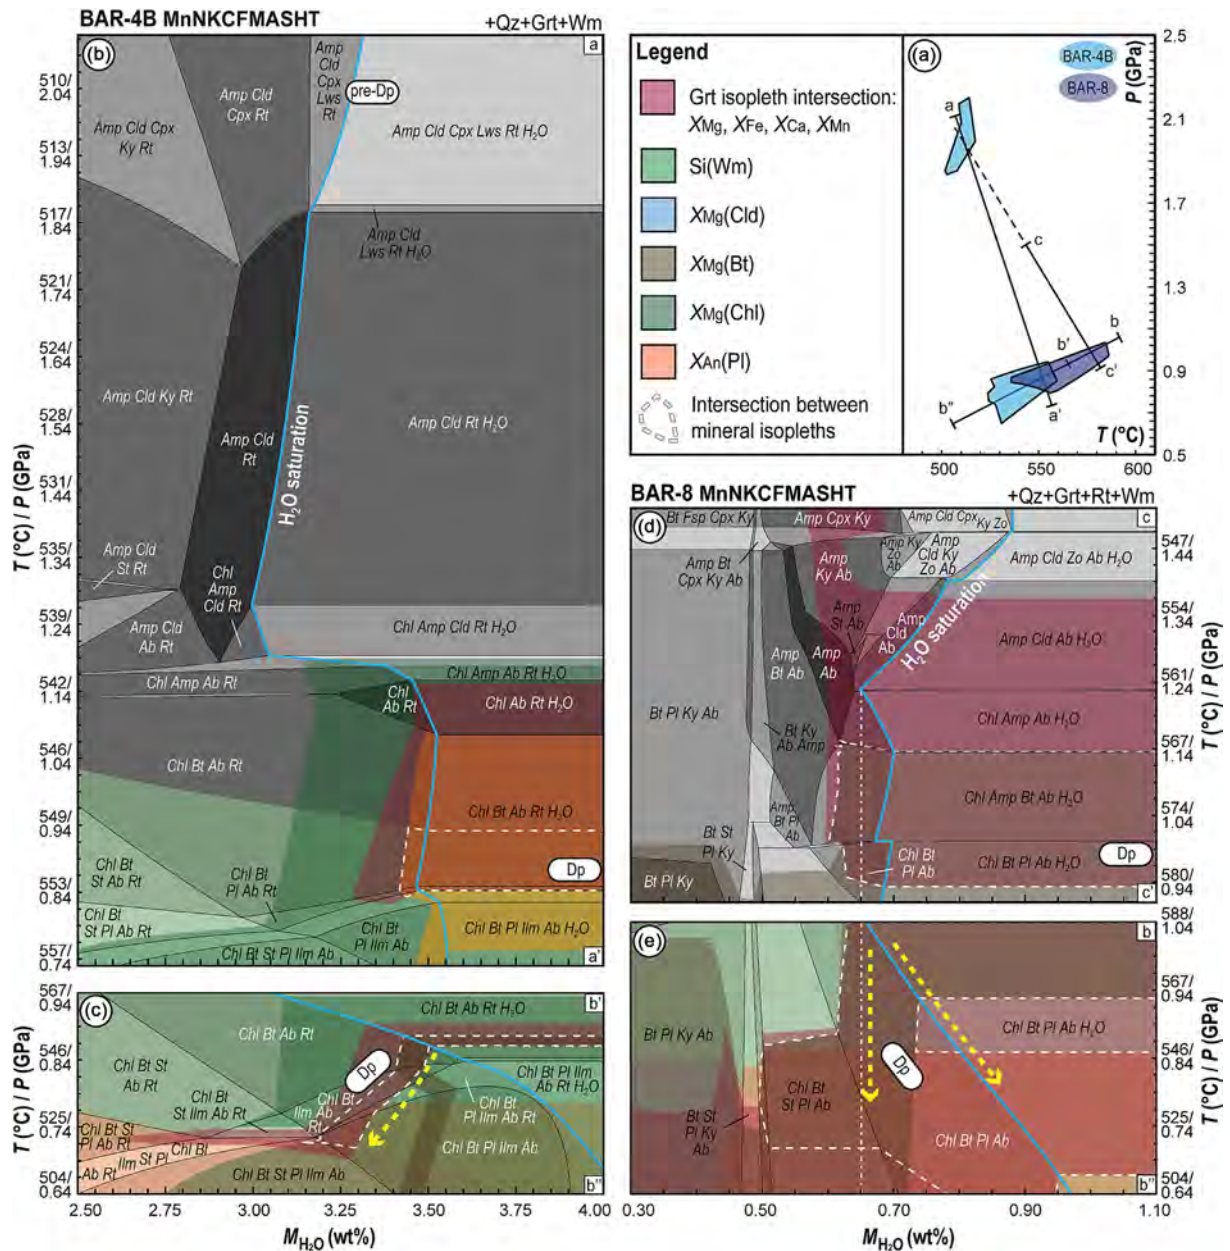 BAR-4B MnNKCFMASHT
+Qz+Grt+Wm
(b)
a
510/
2.04
513/
1.94
517/
1.84
521/
1.74
524/
1.64
528/
1.54
531/
1.44
535/
1.34
539/
1.24
542/
1.14
546/
1.04
549/
0.94
553/
0.84
557/
0.74
T (°C) / P (GPa)
Amp Cld Cpx
Ky Rt
Amp Cld
Cpx Rt
Amp
Cld
Cpx
Lws
Rt
pre-Dp
Amp Cld Cpx Lws Rt H₂O
Amp Cld
Lws Rt H₂O
Amp Cld Ky Rt
Amp Cld
Rt
H₂O saturation
Amp Cld Rt H₂O
Amp Cld
St Rt
Chl
Amp
Cld Rt
Amp Cld
Ab Rt
Chl Amp Cld Rt H₂O
Chl Amp Ab Rt
Chl Amp Ab Rt H₂O
Chl
Ab Rt
Chl Ab Rt H₂O
Chl Bt Ab Rt
Chl Bt Ab Rt H₂O
Dp
Chl Bt
St Ab Rt
Chl Bt
Pl Ab Rt
Chl Bt
St Pl Ab Rt
Chl Bt
Pl Ilm Ab
Chl Bt Pl Ilm Ab H₂O
Chl Bt St Pl Ilm Ab
a'
Legend
Grt isopleth intersection:
XMg, XFe, XCa, XMn
Si(Wm)
XMg(Cld)
XMg(Bt)
XMg(Chl)
XAn(Pl)
Intersection between
mineral isopleths
(a)
BAR-4B
BAR-8
P (GPa)
2.5
2.1
1.7
1.3
0.9
0.5
a
c
b
b'
c'
b''
a'
T (°C)
500
550
600
BAR-8 MnNKCFMASHT
+Qz+Grt+Rt+Wm
(d)
c
Bt Fsp Cpx Ky
Amp Cpx Ky
Amp Cld Cpx
Ky Zo
Amp Bt
Cpx Ky Ab
Amp
Ky Ab
Amp Ky
Zo
Ab
Amp
Cld Ky
Zo Ab
Amp Cld Zo Ab H₂O
Amp
St Ab
Amp
Cld
Ab
H₂O saturation
Amp Cld Ab H₂O
Amp
Bt Ab
Amp
Ab
Bt Pl Ky Ab
Bt Ky
Ab Amp
Chl Amp Ab H₂O
Chl Amp Bt Ab H₂O
Amp
Bt Pl
Ab
Bt St
Pl Ky
Chl Bt
Pl Ab
Chl Bt Pl Ab H₂O
Dp
Bt Pl Ky
c'
547/
1.44
554/
1.34
561/
1.24
567/
1.14
574/
1.04
580/
0.94
T (°C) / P (GPa)
(c)
b'
567/
0.94
546/
0.84
525/
0.74
504/
0.64
T (°C) / P (GPa)
Chl Bt Ab Rt H₂O
Chl Bt Ab Rt
Dp
Chl Bt St
Ab Rt
Chl Bt Pl Ilm
Ab Rt H₂O
Chl Bt
St Ilm Ab Rt
Chl Bt
Ilm Ab
Rt
Chl Bt
Pl Ilm Ab Rt
Chl Bt St
Pl Ab Rt
Chl Bt
Ilm St Pl
Ab Rt
Chl Bt St Pl Ilm Ab
Chl Bt Pl Ilm Ab
b''
2.50
2.75
3.00
3.25
3.50
3.75
4.00
MH₂O (wt%)
(e)
b
588/
1.04
567/
0.94
546/
0.84
525/
0.74
504/
0.64
T (°C) / P (GPa)
Bt Pl Ky Ab
Chl Bt Pl Ab H₂O
Dp
Chl Bt
St Pl Ab
Bt St
Pl Ky
Ab
Chl Bt Pl Ab
b''
0.30
0.50
0.70
0.90
1.10
MH₂O (wt%)